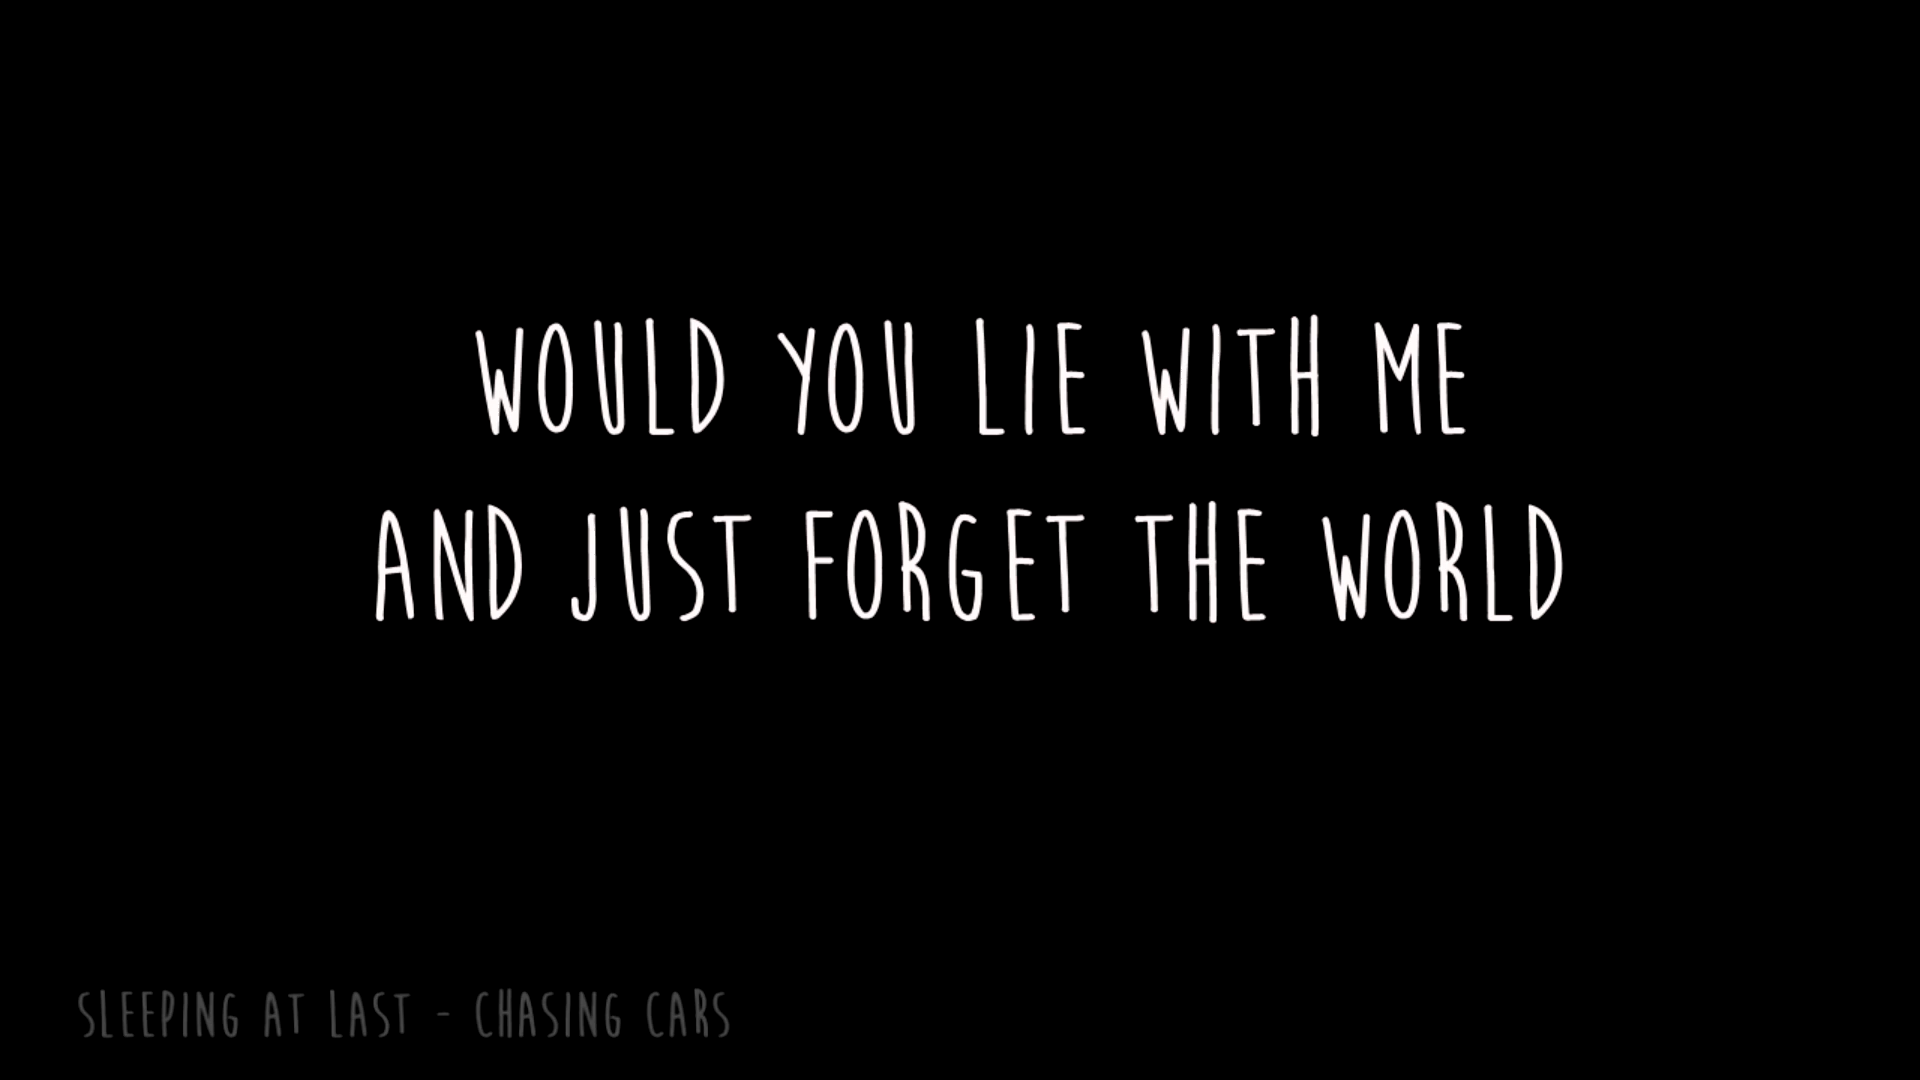 WOULD YOU LIE WITH ME
AND JUST FORGET THE WORLD
SLEEPING AT LAST - CHASING CARS